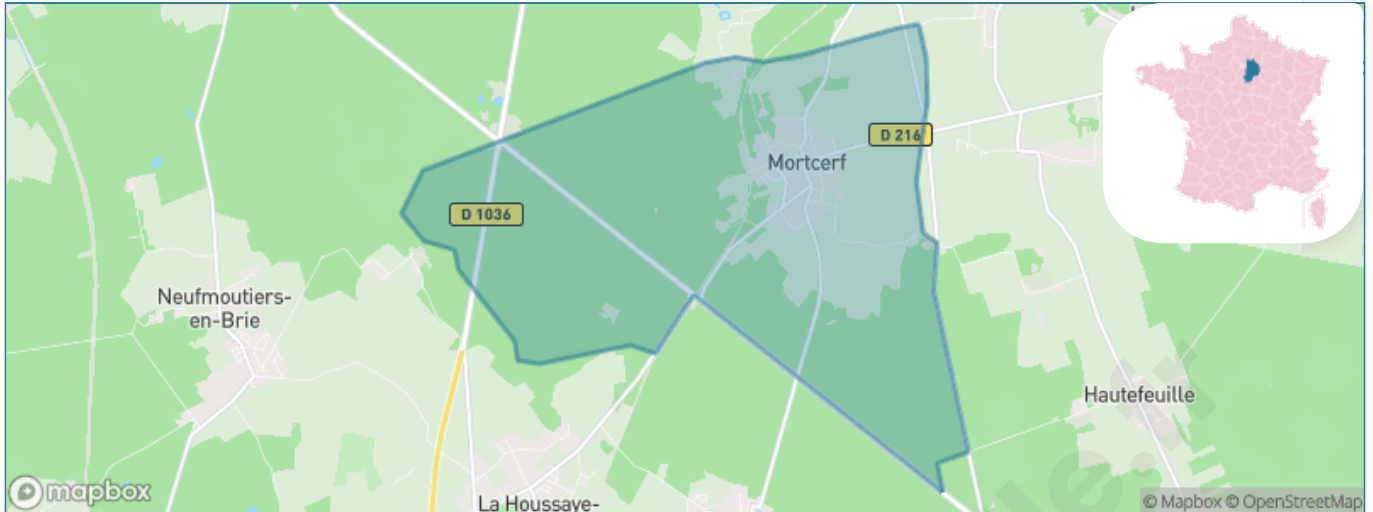 D 216
Mortcerf
D 1036
Neufmoutiers-
en-Brie
Hautefeuille
La Houssaye-
mapbox
© Mapbox © OpenStreetMap